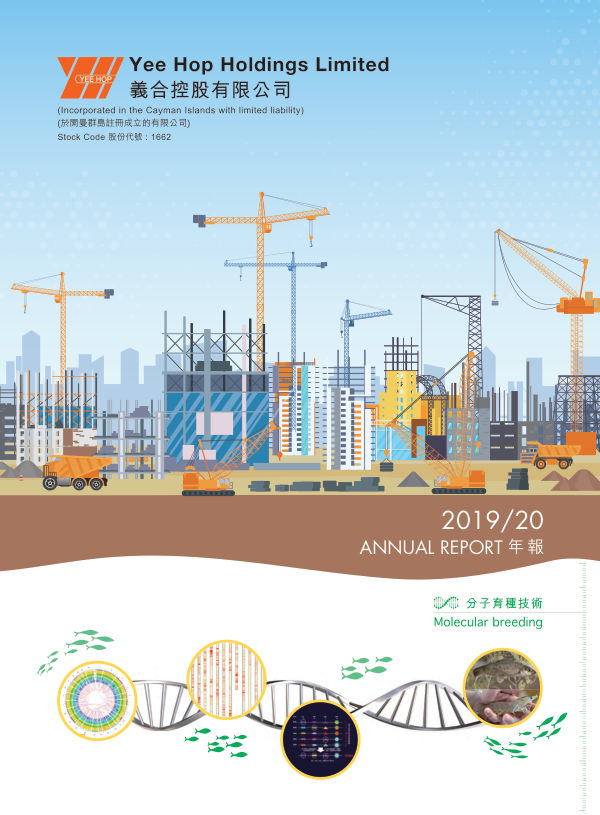 YEE HOP
Yee Hop Holdings Limited
義合控股有限公司
(Incorporated in the Cayman Islands with limited liability)
(於開曼群島註冊成立的有限公司)
Stock Code 股份代號 : 1662
2019/20
ANNUAL REPORT 年報
分子育種技術
Molecular breeding